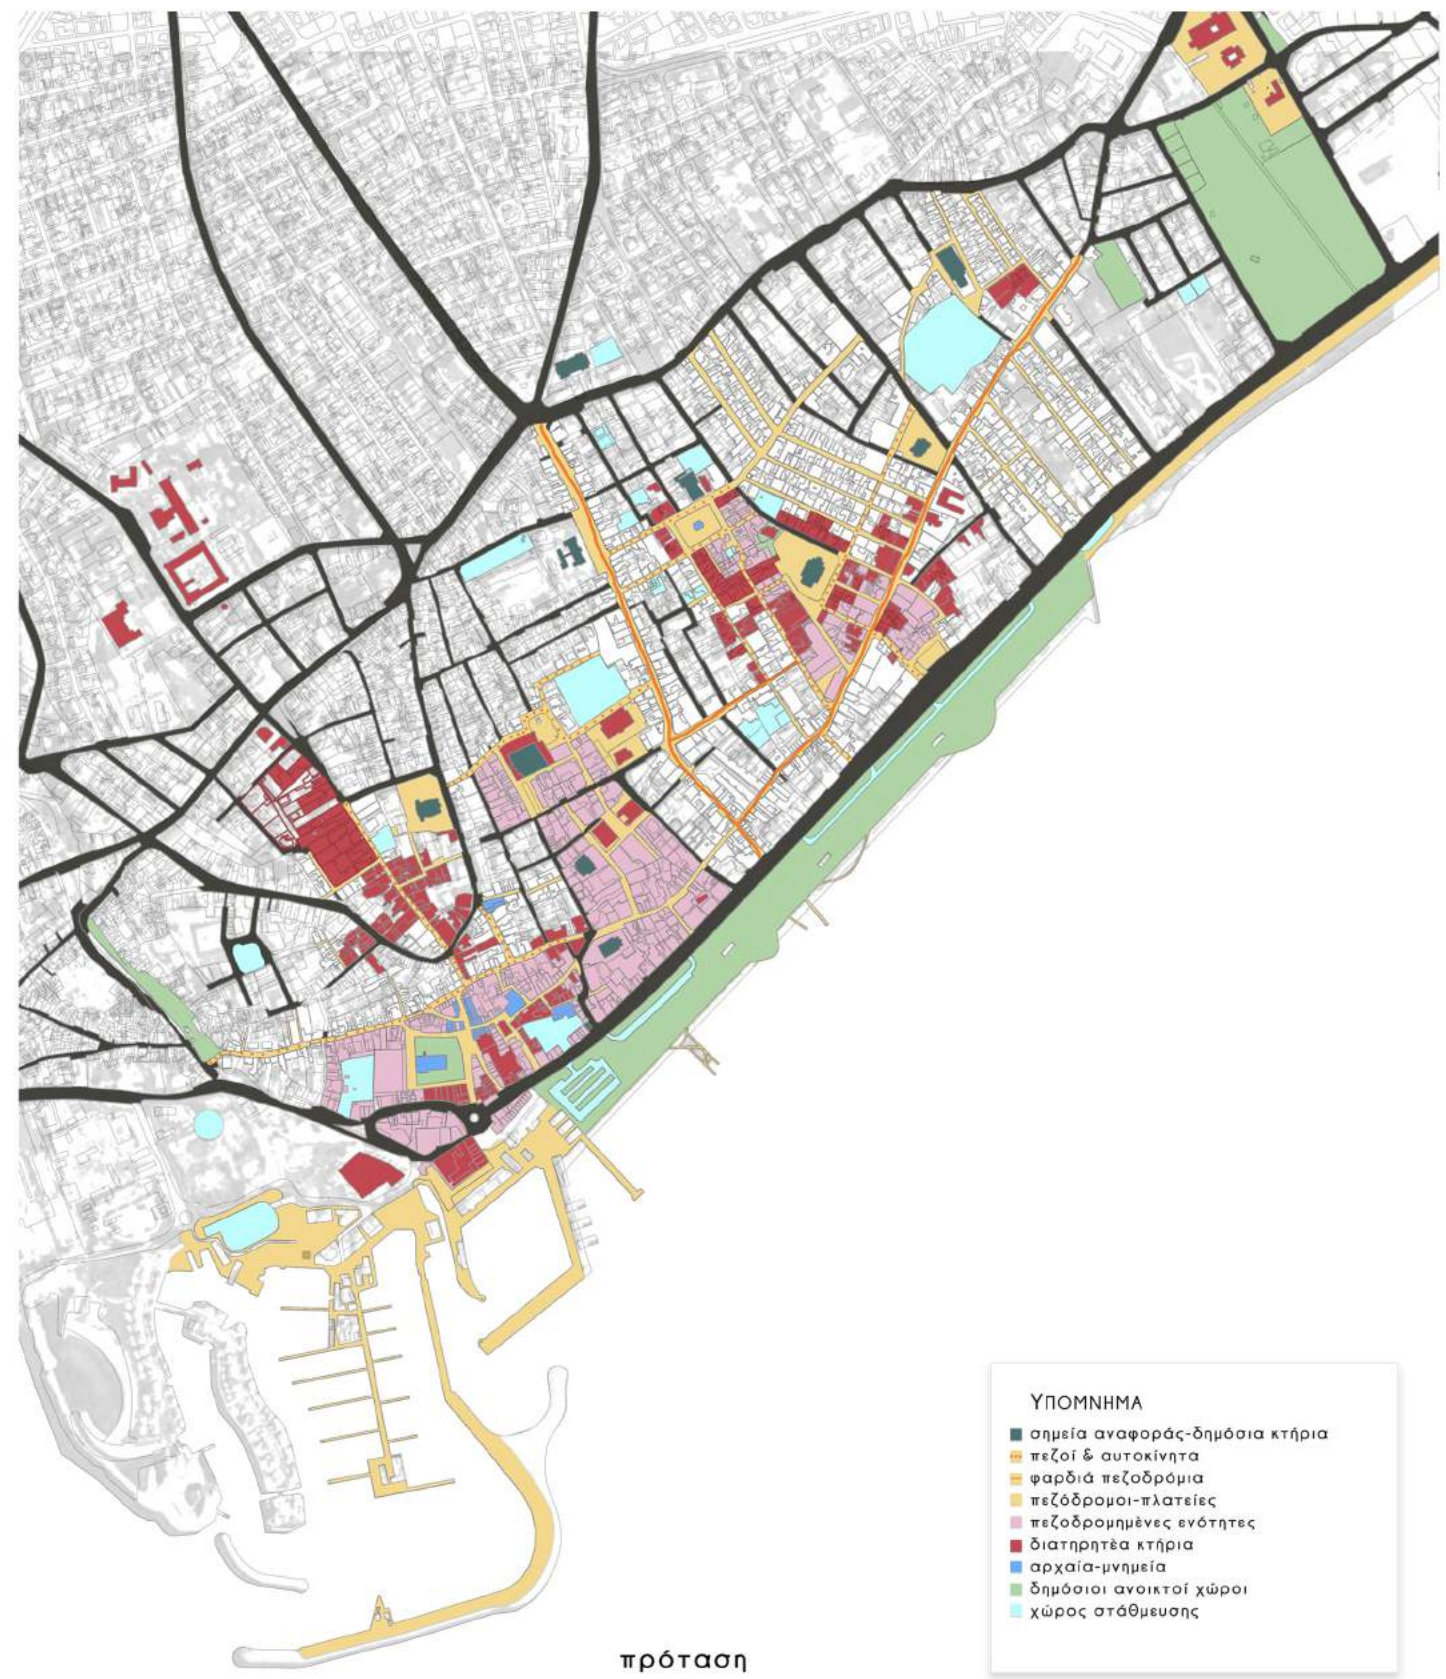 ΥΠΟΜΝΗΜΑ
σημεία αναφοράς-δημόσια κτήρια
πεζοί & αυτοκίνητα
φαρδιά πεζοδρόμια
πεζόδρομοι-πλατείες
πεζοδρομημένες ενότητες
διατηρητέα κτήρια
αρχαία-μνημεία
δημόσιοι ανοικτοί χώροι
χώρος στάθμευσης
πρόταση